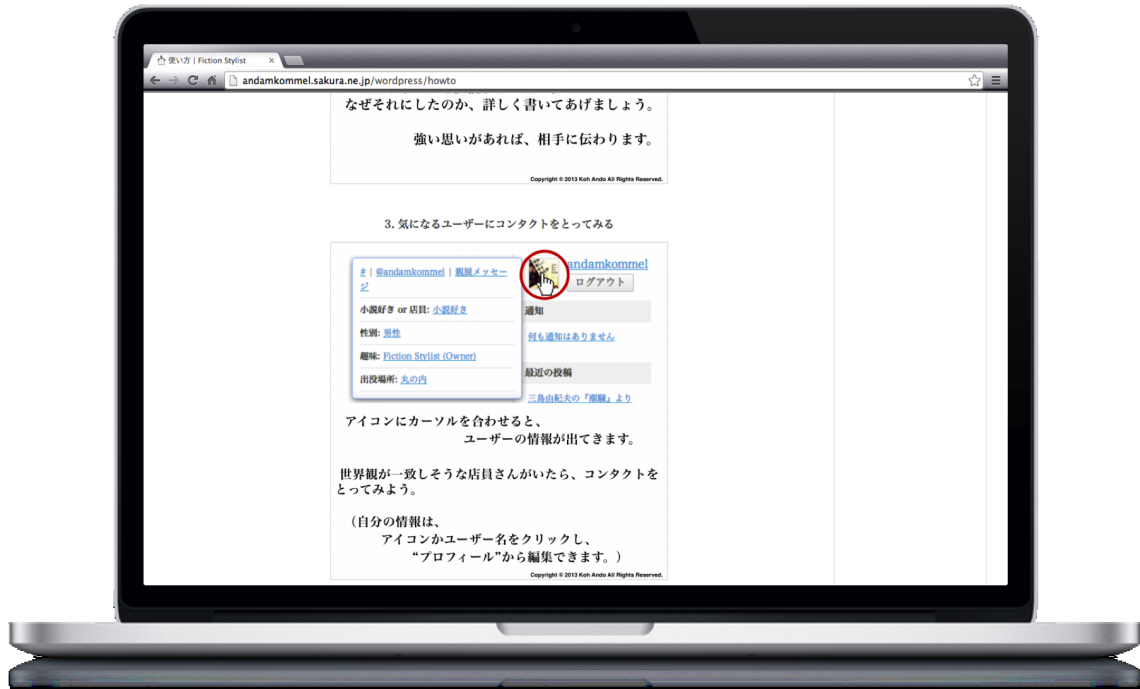 使い方 | Fiction Stylist
andamkommel.sakura.ne.jp/wordpress/howto
なぜそれにしたのか、詳しく書いてあげましょう。
強い思いがあれば、相手に伝わります。
Copyright © 2013 Koh Ando All Rights Reserved.
3. 気になるユーザーにコンタクトをとってみる
# | @andamkommel | 親展メッセー
ジ
小説好き or 店員: 小説好き
性別: 男性
趣味: Fiction Stylist (Owner)
出没場所: 丸の内
andamkommel
ログアウト
通知
何も通知はありません
最近の投稿
三島由紀夫の『潮騒』より
アイコンにカーソルを合わせると、
ユーザーの情報が出てきます。
世界観が一致しそうな店員さんがいたら、コンタクトを
とってみよう。
（自分の情報は、
アイコンかユーザー名をクリックし、
“プロフィール”から編集できます。）
Copyright © 2013 Koh Ando All Rights Reserved.